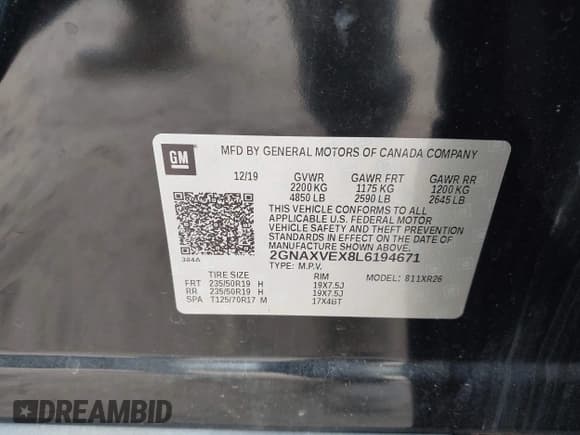 GM
MFD BY GENERAL MOTORS OF CANADA COMPANY
12/19 GVWR GAWR FRT GAWR RR
2200 KG 1175 KG 1200 KG
4850 LB 2590 LB 2645 LB
THIS VEHICLE CONFORMS TO ALL
APPLICABLE U.S. FEDERAL MOTOR
VEHICLE SAFETY AND THEFT PREVENTION
STANDARDS IN EFFECT ON THE DATE OF
MANUFACTURE SHOWN ABOVE.
2GNAXVEX8L6194671
TYPE: M.P.V. MODEL: 811XR26
384A
TIRE SIZE RIM
FRT 235/50R19 H 19X7.5J
RR 235/50R19 H 19X7.5J
SPA T125/70R17 M 17X4BT
DREAMBID